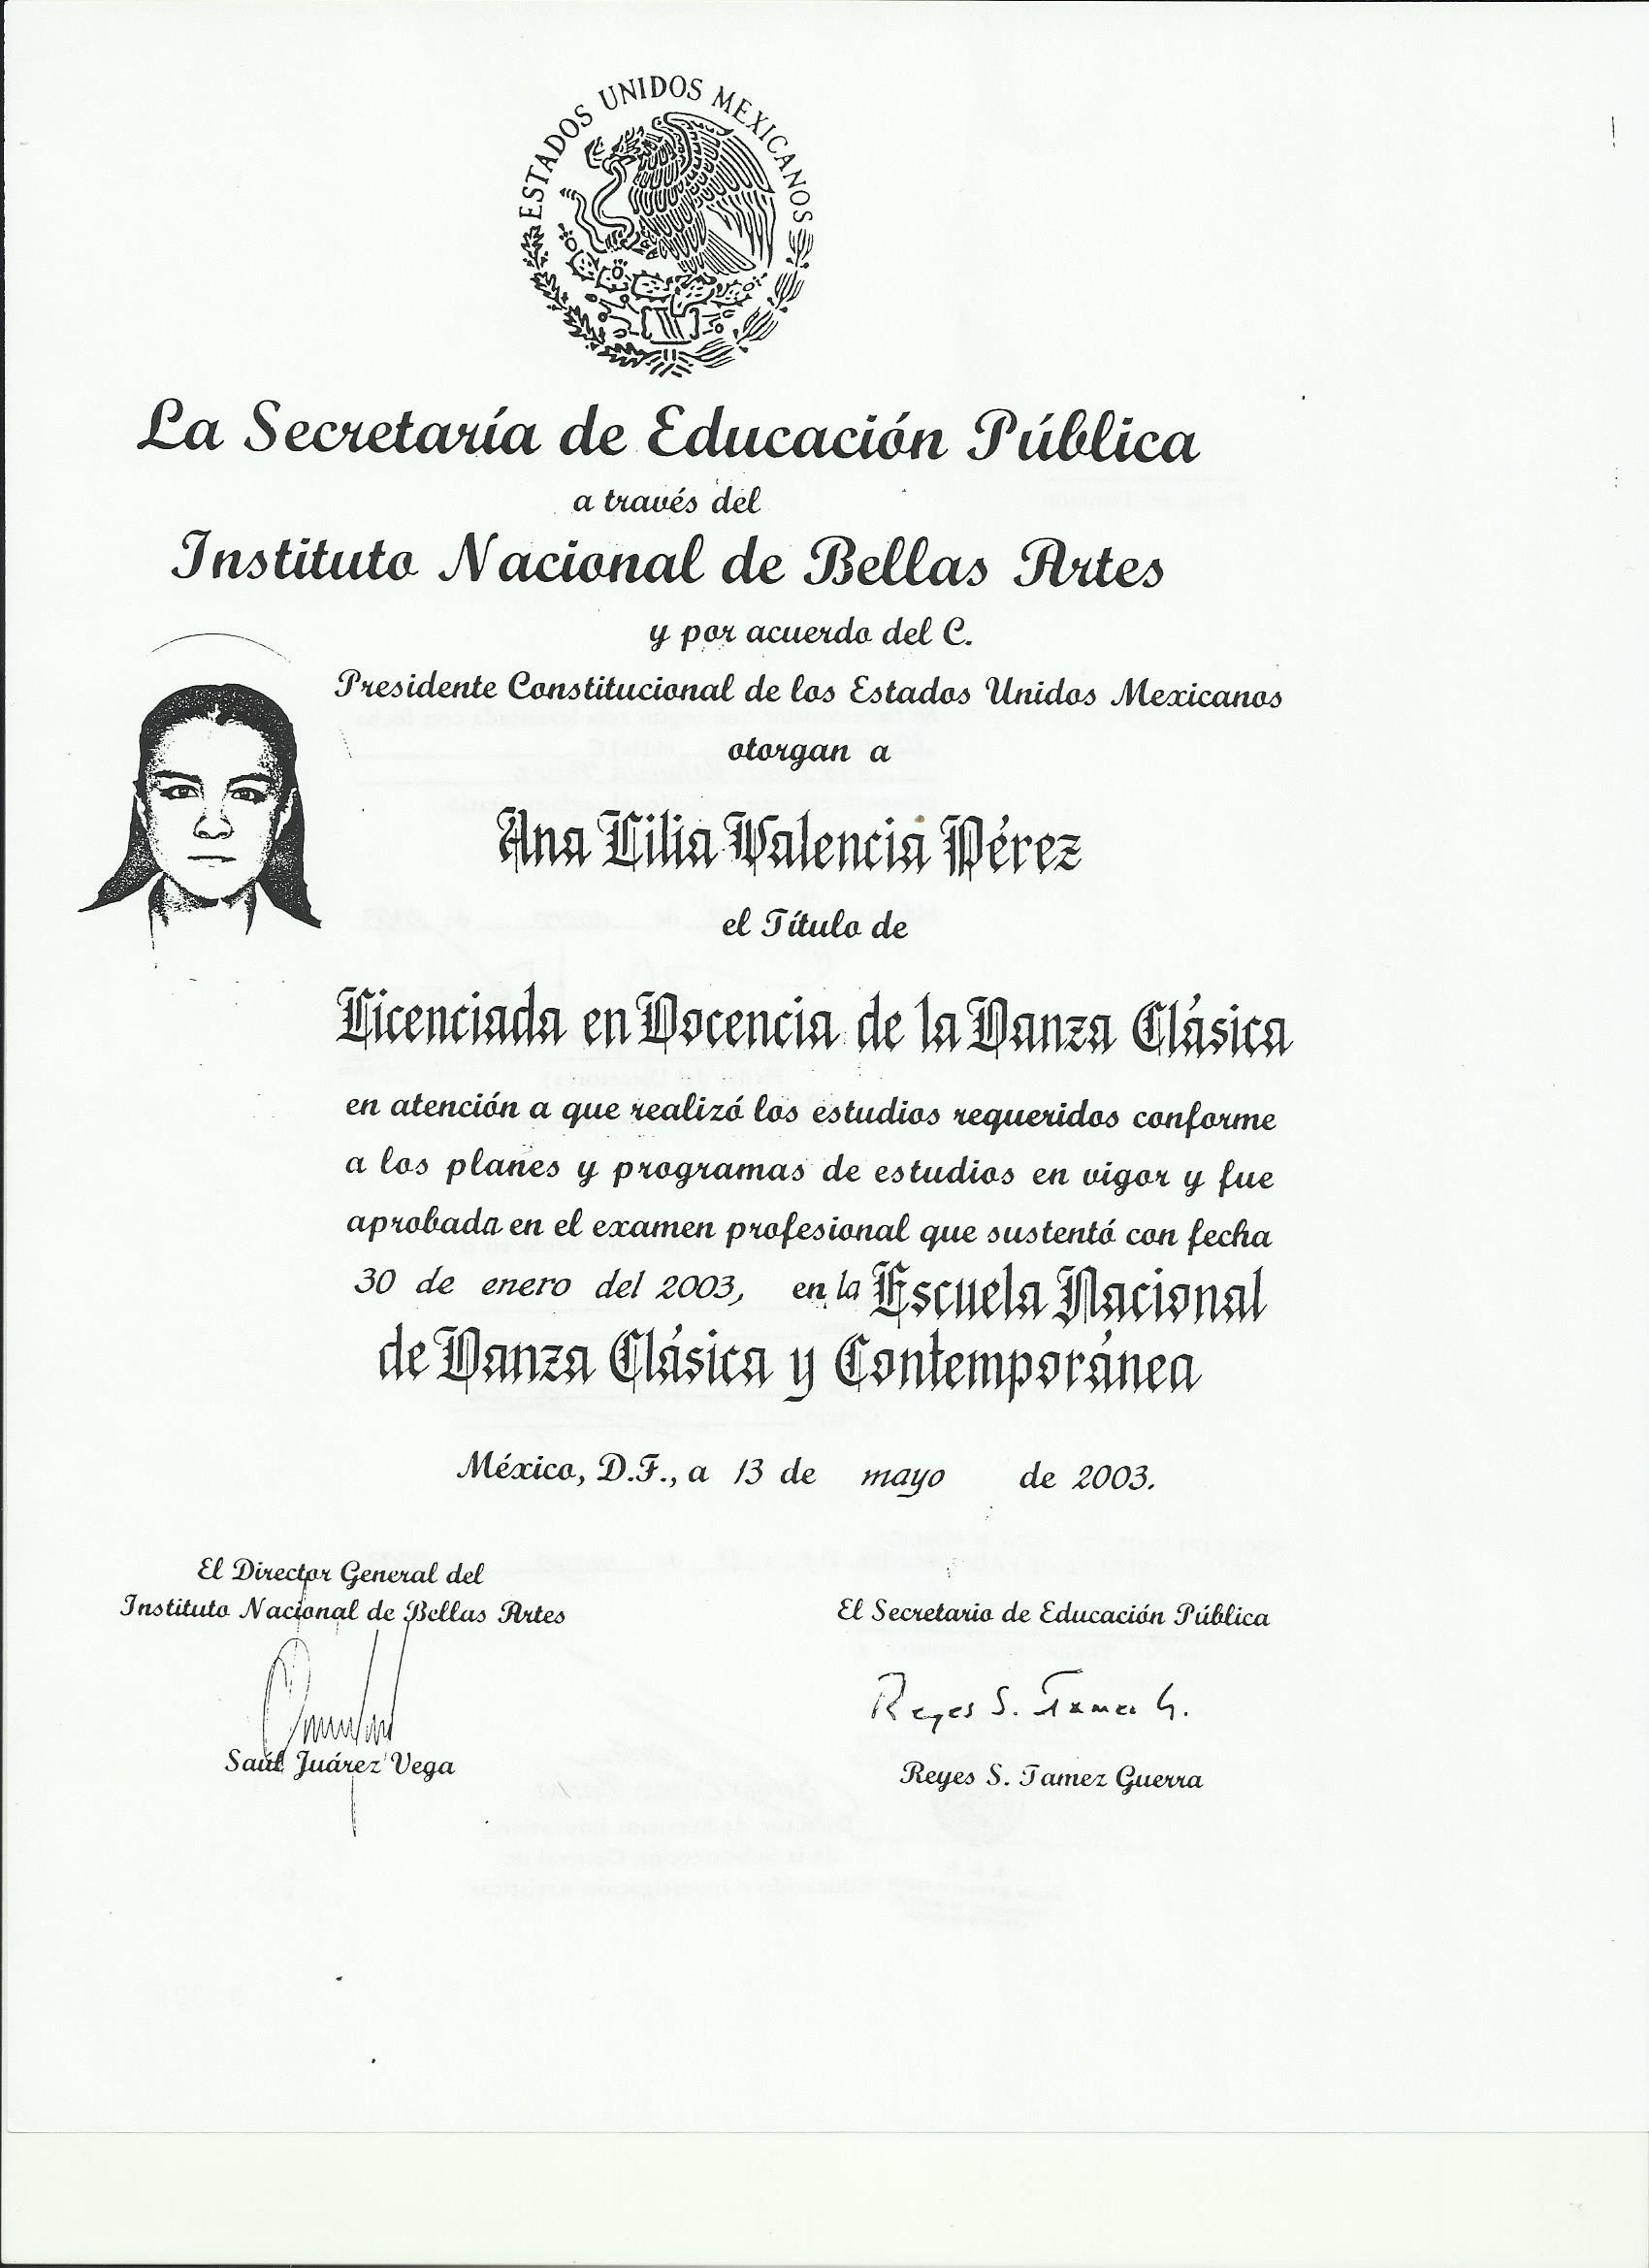 ESTADOS UNIDOS MEXICANOS
La Secretaría de Educación Pública
a través del
Instituto Nacional de Bellas Artes
y por acuerdo del C.
Presidente Constitucional de los Estados Unidos Mexicanos
otorgan a
Ana Lilia Valencia Pérez
el Título de
Licenciada en Docencia de la Danza Clásica
en atención a que realizó los estudios requeridos conforme
a los planes y programas de estudios en vigor y fue
aprobada en el examen profesional que sustentó con fecha
30 de enero del 2003, en la Escuela Nacional
de Danza Clásica y Contemporánea
México, D.F., a 13 de mayo de 2003.
El Director General del
Instituto Nacional de Bellas Artes
Saúl Juárez Vega
El Secretario de Educación Pública
Reyes S. Tamez G.
Reyes S. Tamez Guerra